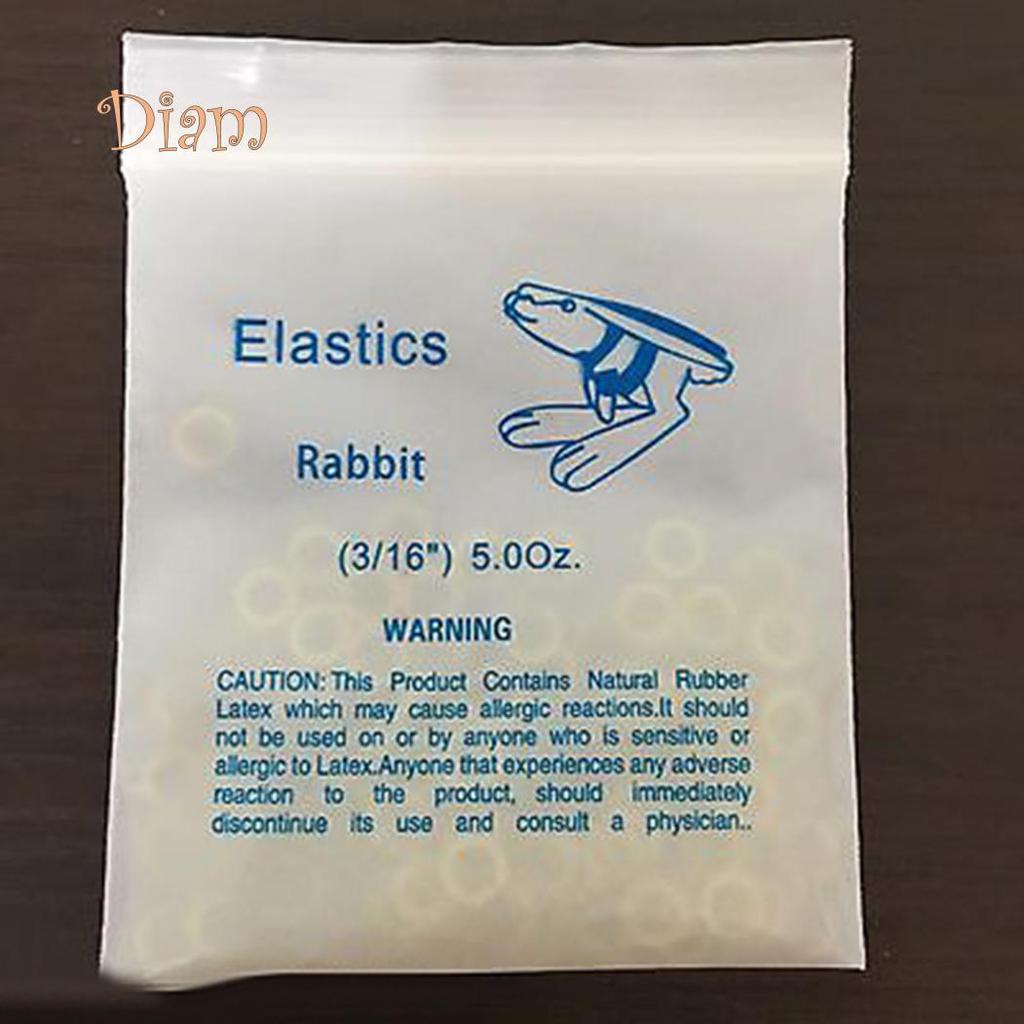 Diam
Elastics
Rabbit
(3/16") 5.0Oz.
WARNING
CAUTION: This Product Contains Natural Rubber
Latex which may cause allergic reactions.It should
not be used on or by anyone who is sensitive or
allergic to Latex.Anyone that experiences any adverse
reaction to the product, should immediately
discontinue its use and consult a physician..